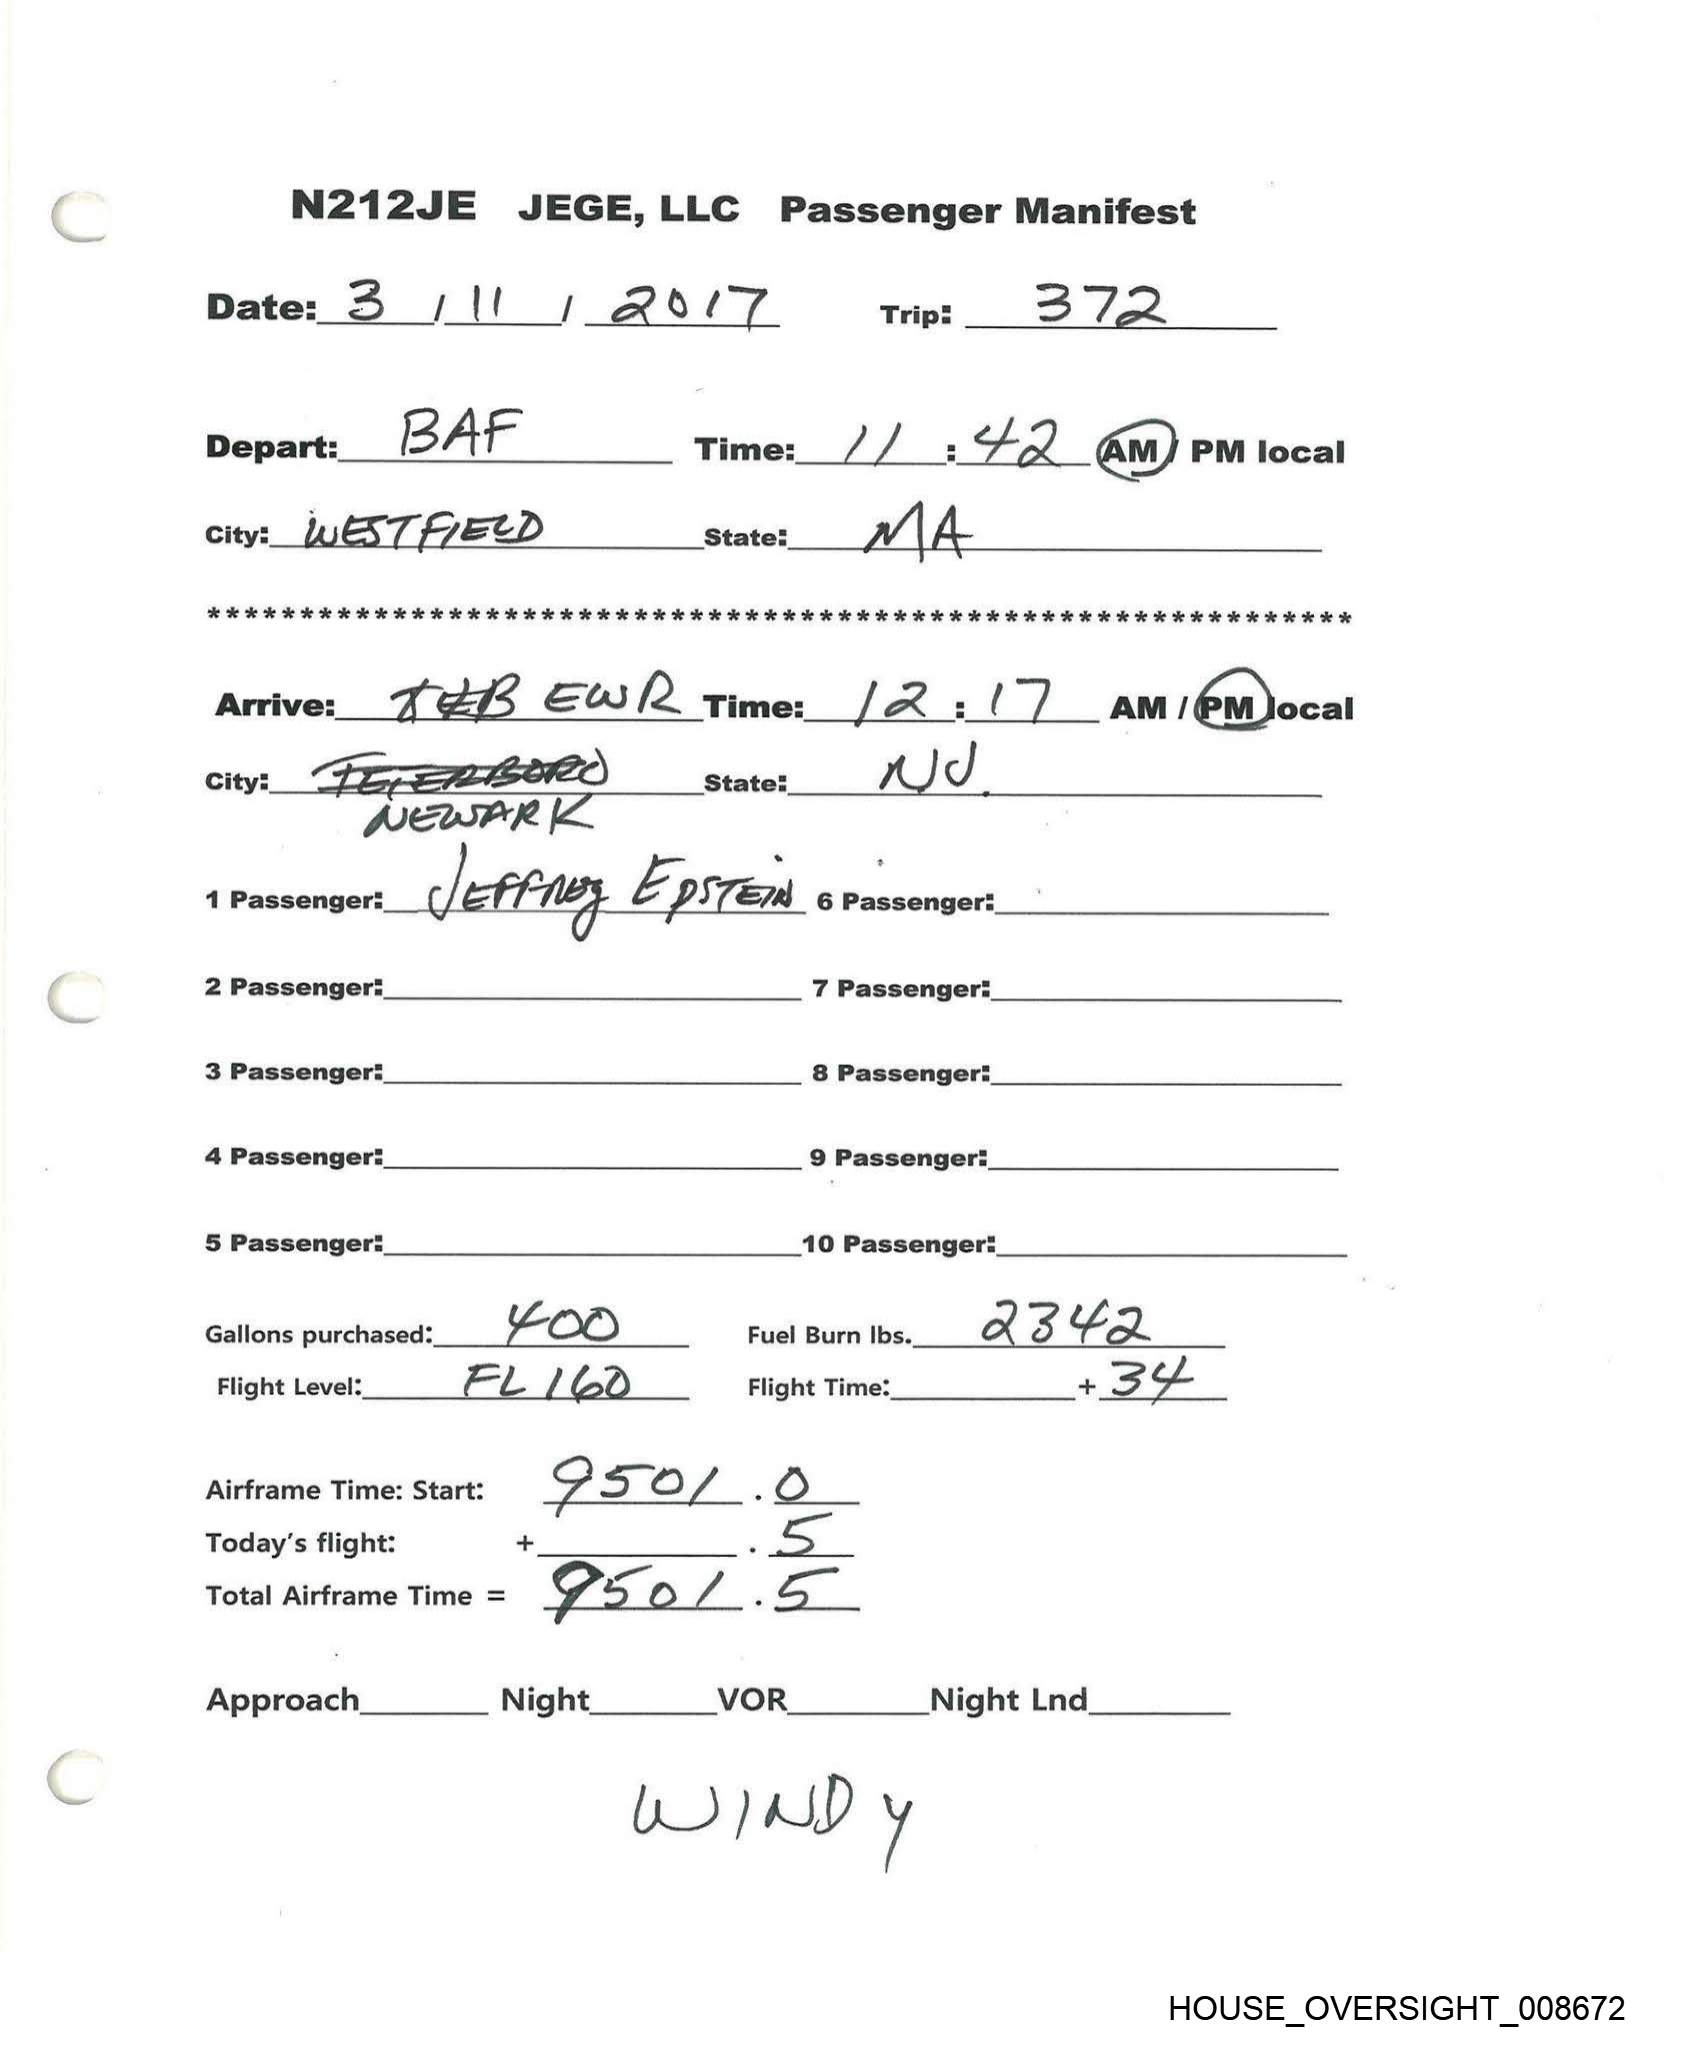 N212JE JEGE, LLC Passenger Manifest
Date: 3 / 11 / 2017 Trip: 372
Depart: BAF Time: 11 : 42 AM / PM local
City: WESTFIELD State: MA
**************************************************************
Arrive: TEB EWR Time: 12 : 17 AM / PM local
City: TETERBORO State: NJ.
NEWARK
1 Passenger: JEFFREY EPSTEIN 6 Passenger:
2 Passenger: 7 Passenger:
3 Passenger: 8 Passenger:
4 Passenger: 9 Passenger:
5 Passenger: 10 Passenger:
Gallons purchased: 400 Fuel Burn lbs. 2342
Flight Level: FL 160 Flight Time: + 34
Airframe Time: Start: 9501 . 0
Today's flight: + . 5
Total Airframe Time = 9501 . 5
Approach Night VOR Night Lnd
WINDY
HOUSE_OVERSIGHT_008672